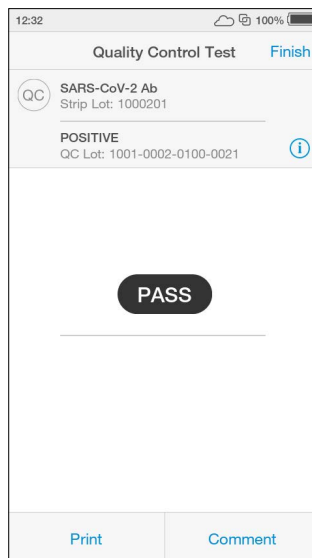 12:32 100%
Quality Control Test Finish
QC
SARS-CoV-2 Ab
Strip Lot: 1000201
POSITIVE
QC Lot: 1001-0002-0100-0021
i
PASS
Print Comment